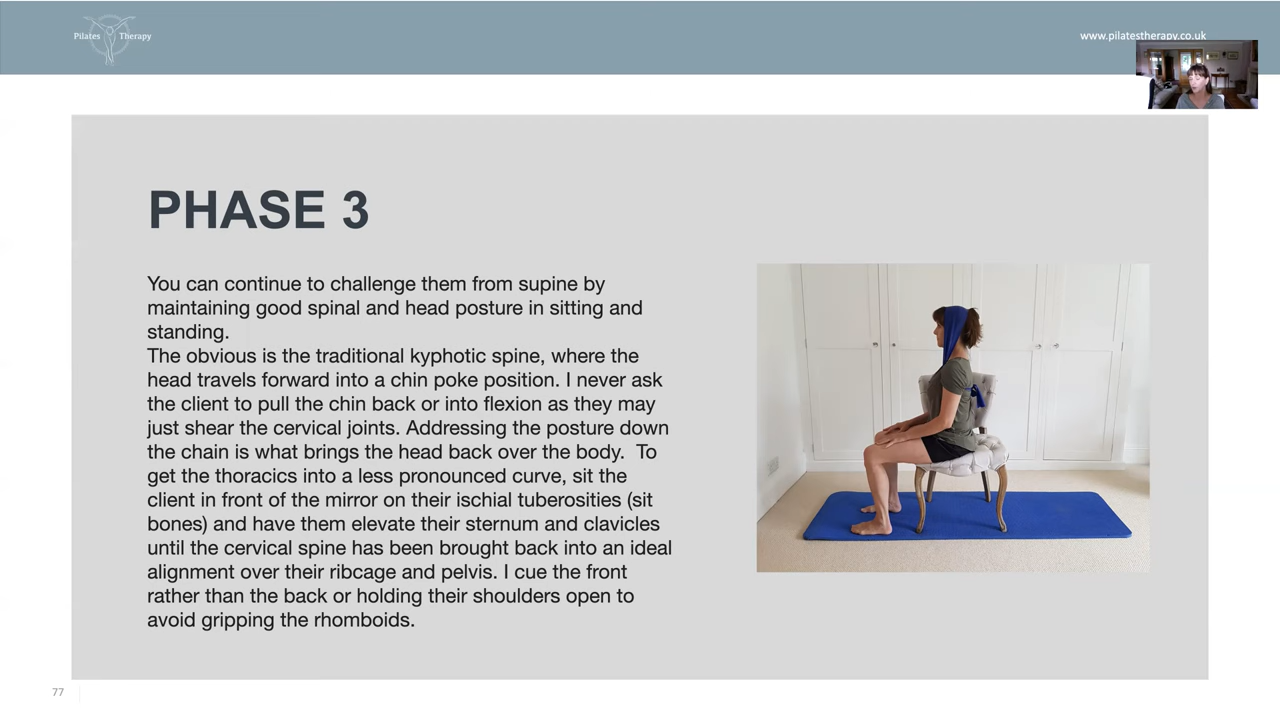 Pilates Therapy
www.pilatestherapy.co.uk
PHASE 3
You can continue to challenge them from supine by
maintaining good spinal and head posture in sitting and
standing.
The obvious is the traditional kyphotic spine, where the
head travels forward into a chin poke position. I never ask
the client to pull the chin back or into flexion as they may
just shear the cervical joints. Addressing the posture down
the chain is what brings the head back over the body.  To
get the thoracics into a less pronounced curve, sit the
client in front of the mirror on their ischial tuberosities (sit
bones) and have them elevate their sternum and clavicles
until the cervical spine has been brought back into an ideal
alignment over their ribcage and pelvis. I cue the front
rather than the back or holding their shoulders open to
avoid gripping the rhomboids.
77